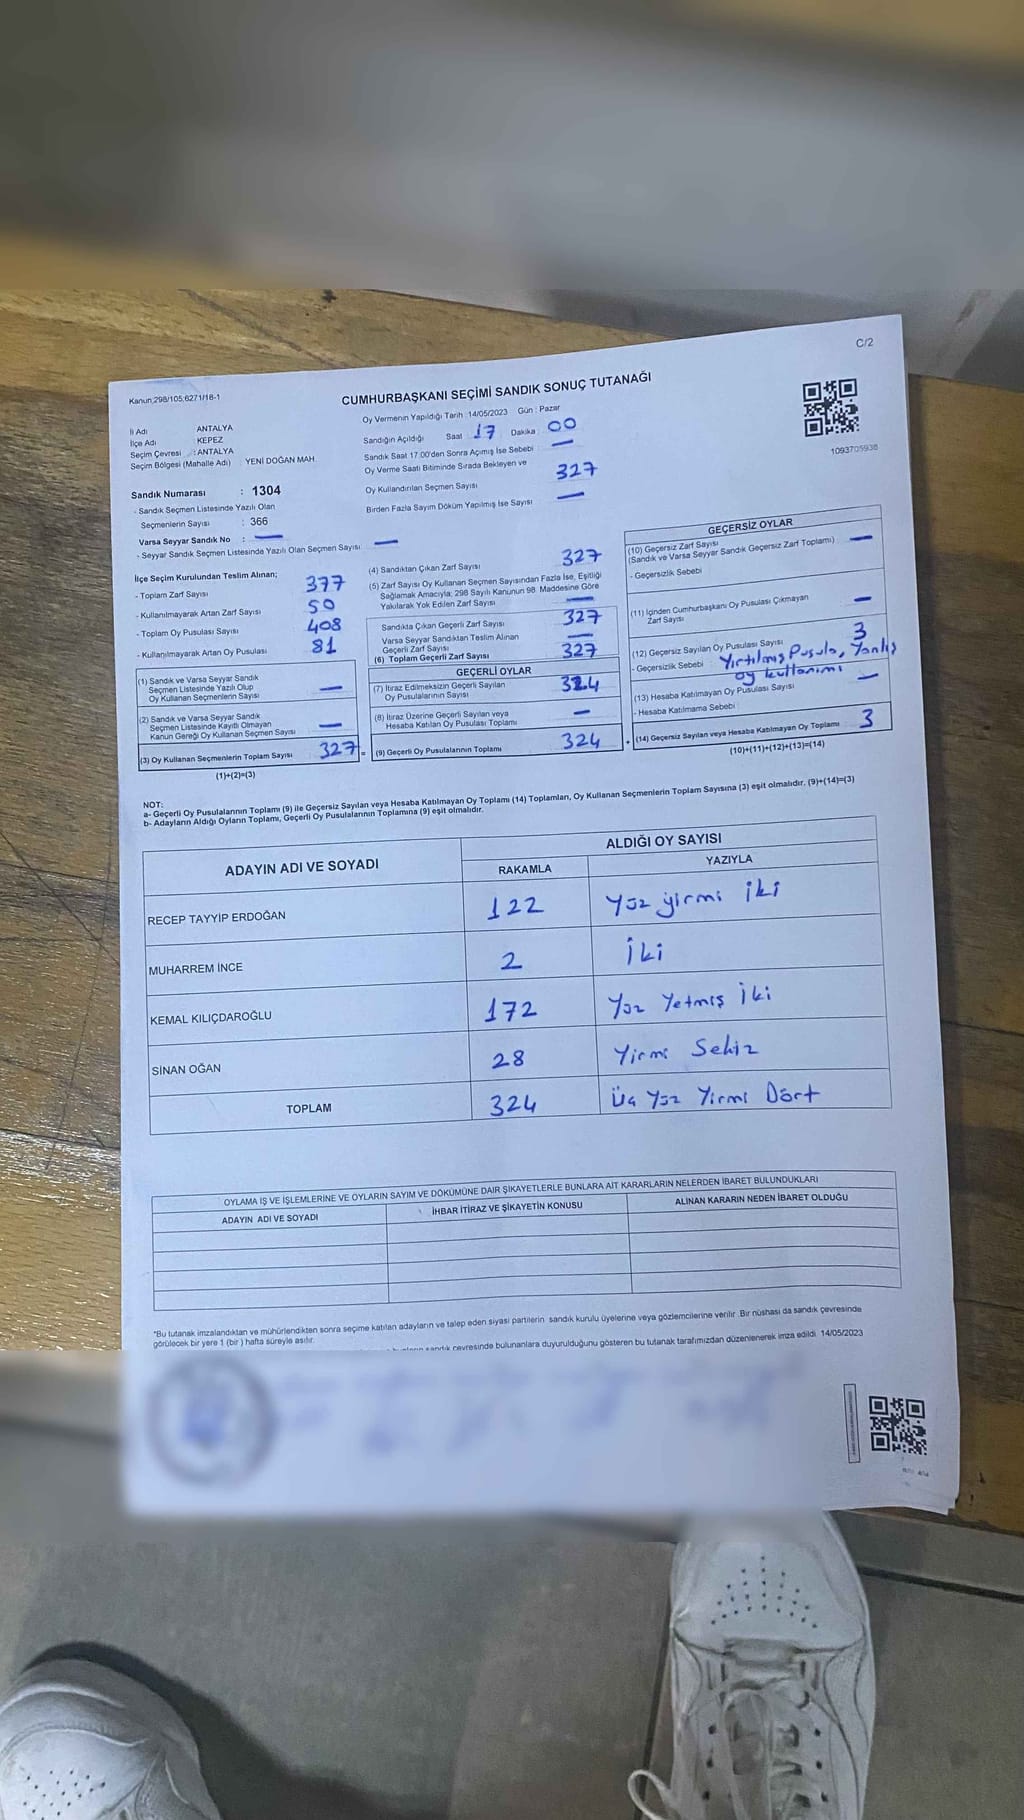 C/2
Kanun,298/105;6271/18-1
CUMHURBAŞKANI SEÇİMİ SANDIK SONUÇ TUTANAĞI
İl Adı ANTALYA
İlçe Adı KEPEZ
Seçim Çevresi : ANTALYA
Seçim Bölgesi (Mahalle Adı) : YENİ DOĞAN MAH.
Sandık Numarası : 1304
- Sandık Seçmen Listesinde Yazılı Olan
Seçmenlerin Sayısı : 366
Varsa Seyyar Sandık No : —
- Seyyar Sandık Seçmen Listesinde Yazılı Olan Seçmen Sayısı —
Oy Vermenin Yapıldığı Tarih :14/05/2023 Gün : Pazar
Sandığın Açıldığı Saat 17 Dakika 00
Sandık Saat 17.00'den Sonra Açımış İse Sebebi : —
Oy Verme Saati Bitiminde Sırada Bekleyen ve
Oy Kullandırılan Seçmen Sayısı 327
Birden Fazla Sayım Döküm Yapılmış İse Sayısı —
1093705938
İlçe Seçim Kurulundan Teslim Alınan;
- Toplam Zarf Sayısı 377
- Kullanılmayarak Artan Zarf Sayısı 50
- Toplam Oy Pusulası Sayısı 408
- Kullanılmayarak Artan Oy Pusulası 81
(1) Sandık ve Varsa Seyyar Sandık
Seçmen Listesinde Yazılı Olup
Oy Kullanan Seçmenlerin Sayısı —
(2) Sandık ve Varsa Seyyar Sandık
Seçmen Listesinde Kayıtlı Olmayan
Kanun Gereği Oy Kullanan Seçmen Sayısı —
(3) Oy Kullanan Seçmenlerin Toplam Sayısı 327 =
(1)+(2)=(3)
(4) Sandıktan Çıkan Zarf Sayısı 327
(5) Zarf Sayısı Oy Kullanan Seçmen Sayısından Fazla İse, Eşitliği
Sağlamak Amacıyla; 298 Sayılı Kanunun 98. Maddesine Göre
Yakılarak Yok Edilen Zarf Sayısı —
Sandıkta Çıkan Geçerli Zarf Sayısı 327
Varsa Seyyar Sandıktan Teslim Alınan
Geçerli Zarf Sayısı —
(6) Toplam Geçerli Zarf Sayısı 327
GEÇERLİ OYLAR
(7) İtiraz Edilmeksizin Geçerli Sayılan
Oy Pusulalarının Sayısı 324
(8) İtiraz Üzerine Geçerli Sayılan veya
Hesaba Katılan Oy Pusulası Toplamı —
(9) Geçerli Oy Pusulalarının Toplamı 324 +
GEÇERSİZ OYLAR
(10) Geçersiz Zarf Sayısı
(Sandık ve Varsa Seyyar Sandık Geçersiz Zarf Toplamı) —
- Geçersizlik Sebebi
(11) İçinden Cumhurbaşkanı Oy Pusulası Çıkmayan
Zarf Sayısı —
(12) Geçersiz Sayılan Oy Pusulası Sayısı 3
- Geçersizlik Sebebi Yırtılmış Pusula, Yanlış
oy kullanımı
(13) Hesaba Katılmayan Oy Pusulası Sayısı —
- Hesaba Katılmama Sebebi
(14) Geçersiz Sayılan veya Hesaba Katılmayan Oy Toplamı 3
(10)+(11)+(12)+(13)=(14)
NOT:
a- Geçerli Oy Pusulalarının Toplamı (9) ile Geçersiz Sayılan veya Hesaba Katılmayan Oy Toplamı (14) Toplamları, Oy Kullanan Seçmenlerin Toplam Sayısına (3) eşit olmalıdır. (9)+(14)=(3)
b- Adayların Aldığı Oyların Toplamı, Geçerli Oy Pusulalarının Toplamına (9) eşit olmalıdır.
ADAYIN ADI VE SOYADI ALDIĞI OY SAYISI
RAKAMLA YAZIYLA
RECEP TAYYİP ERDOĞAN 122 Yüz yirmi iki
MUHARREM İNCE 2 İki
KEMAL KILIÇDAROĞLU 172 Yüz Yetmiş İki
SİNAN OĞAN 28 Yirmi Sekiz
TOPLAM 324 Üç Yüz Yirmi Dört
OYLAMA İŞ VE İŞLEMLERİNE VE OYLARIN SAYIM VE DÖKÜMÜNE DAİR ŞİKAYETLERLE BUNLARA AİT KARARLARIN NELERDEN İBARET BULUNDUKLARI
ADAYIN ADI VE SOYADI İHBAR İTİRAZ VE ŞİKAYETİN KONUSU ALINAN KARARIN NEDEN İBARET OLDUĞU
*Bu tutanak imzalandıktan ve mühürlendikten sonra seçime katılan adayların ve talep eden siyasi partilerin sandık kurulu üyelerine veya gözlemcilerine verilir .Bir nüshası da sandık çevresinde
görülecek bir yere 1 (bir ) hafta süreyle asılır.
sandık çevresinde bulunanlara duyurulduğunu gösteren bu tutanak tarafımızdan düzenlenerek imza edildi. 14/05/2023